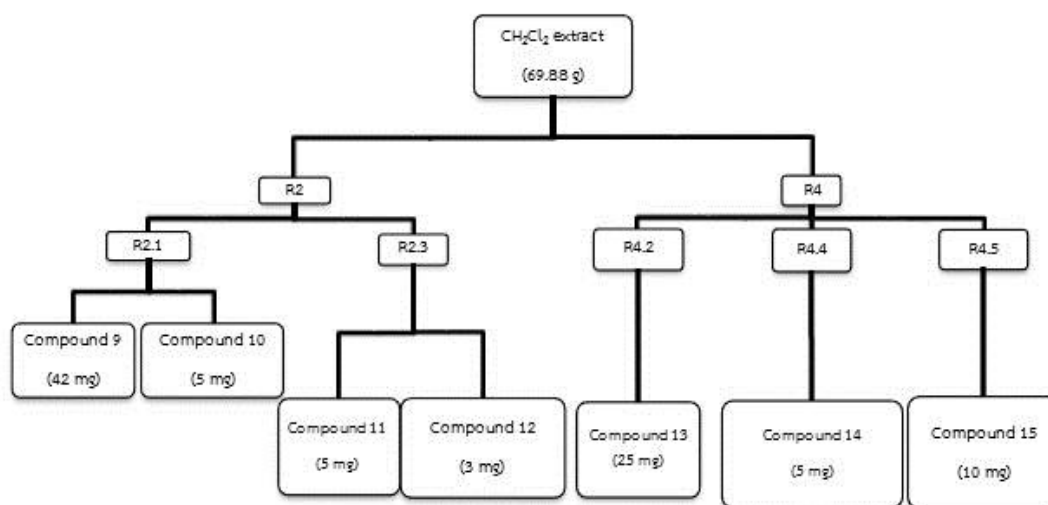 CH₂Cl₂ extract
(69.88 g)
R2
R4
R2.1
R2.3
R4.2
R4.4
R4.5
Compound 9
(42 mg)
Compound 10
(5 mg)
Compound 11
(5 mg)
Compound 12
(3 mg)
Compound 13
(25 mg)
Compound 14
(5 mg)
Compound 15
(10 mg)